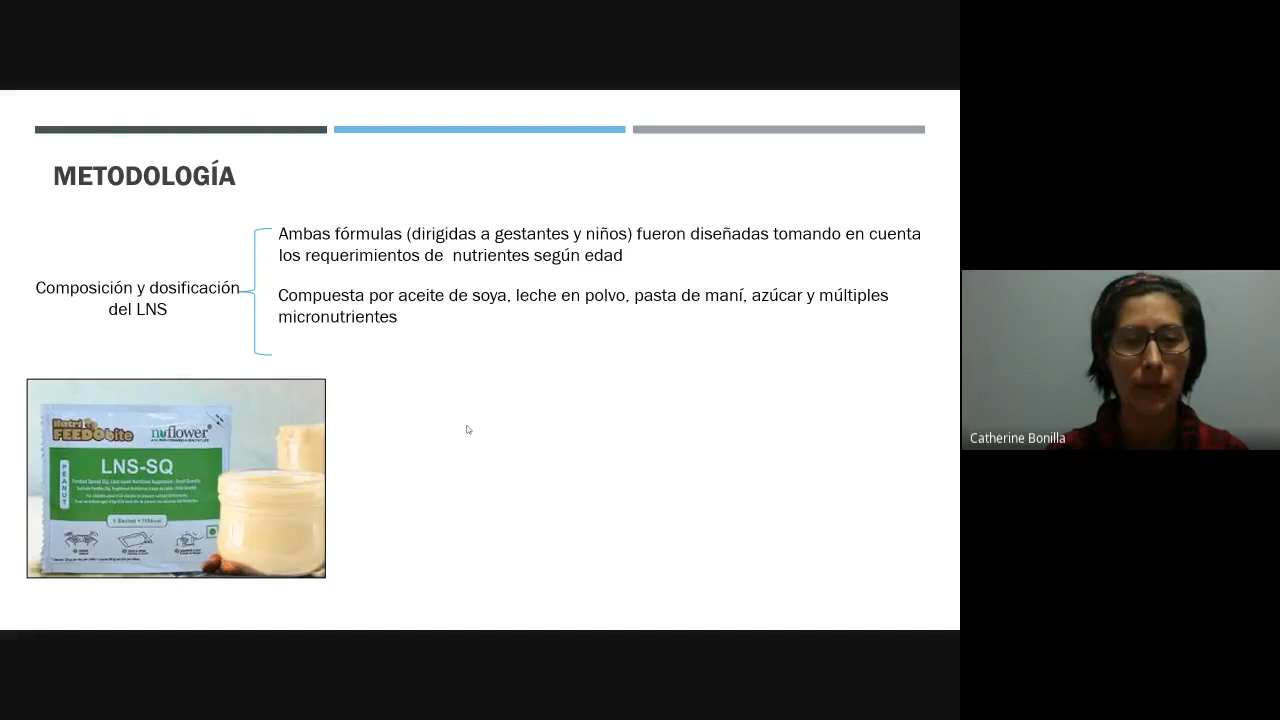 METODOLOGÍA
Ambas fórmulas (dirigidas a gestantes y niños) fueron diseñadas tomando en cuenta
los requerimientos de nutrientes según edad
Composición y dosificación
del LNS
Compuesta por aceite de soya, leche en polvo, pasta de maní, azúcar y múltiples
micronutrientes
Nutri
FEEDObite
nuflower
LNS-SQ
PEANUT
Catherine Bonilla